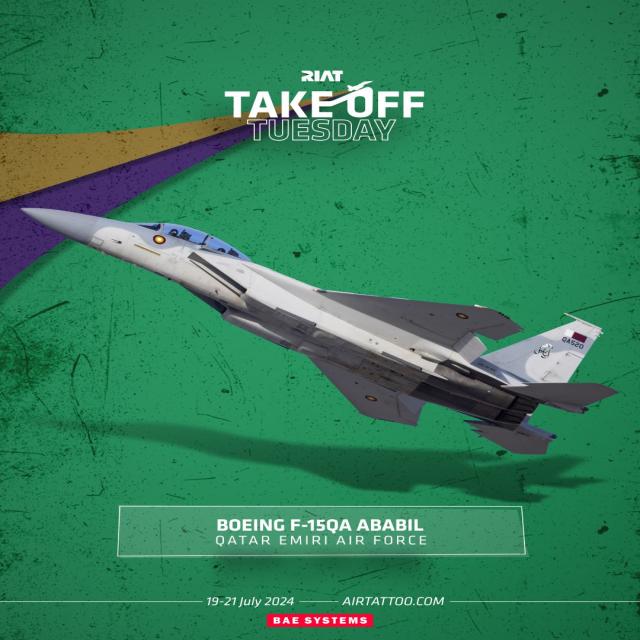 RIAT
TAKE OFF
TUESDAY
QA520
BOEING F-15QA ABABIL
QATAR EMIRI AIR FORCE
19-21 July 2024 AIRTATTOO.COM
BAE SYSTEMS